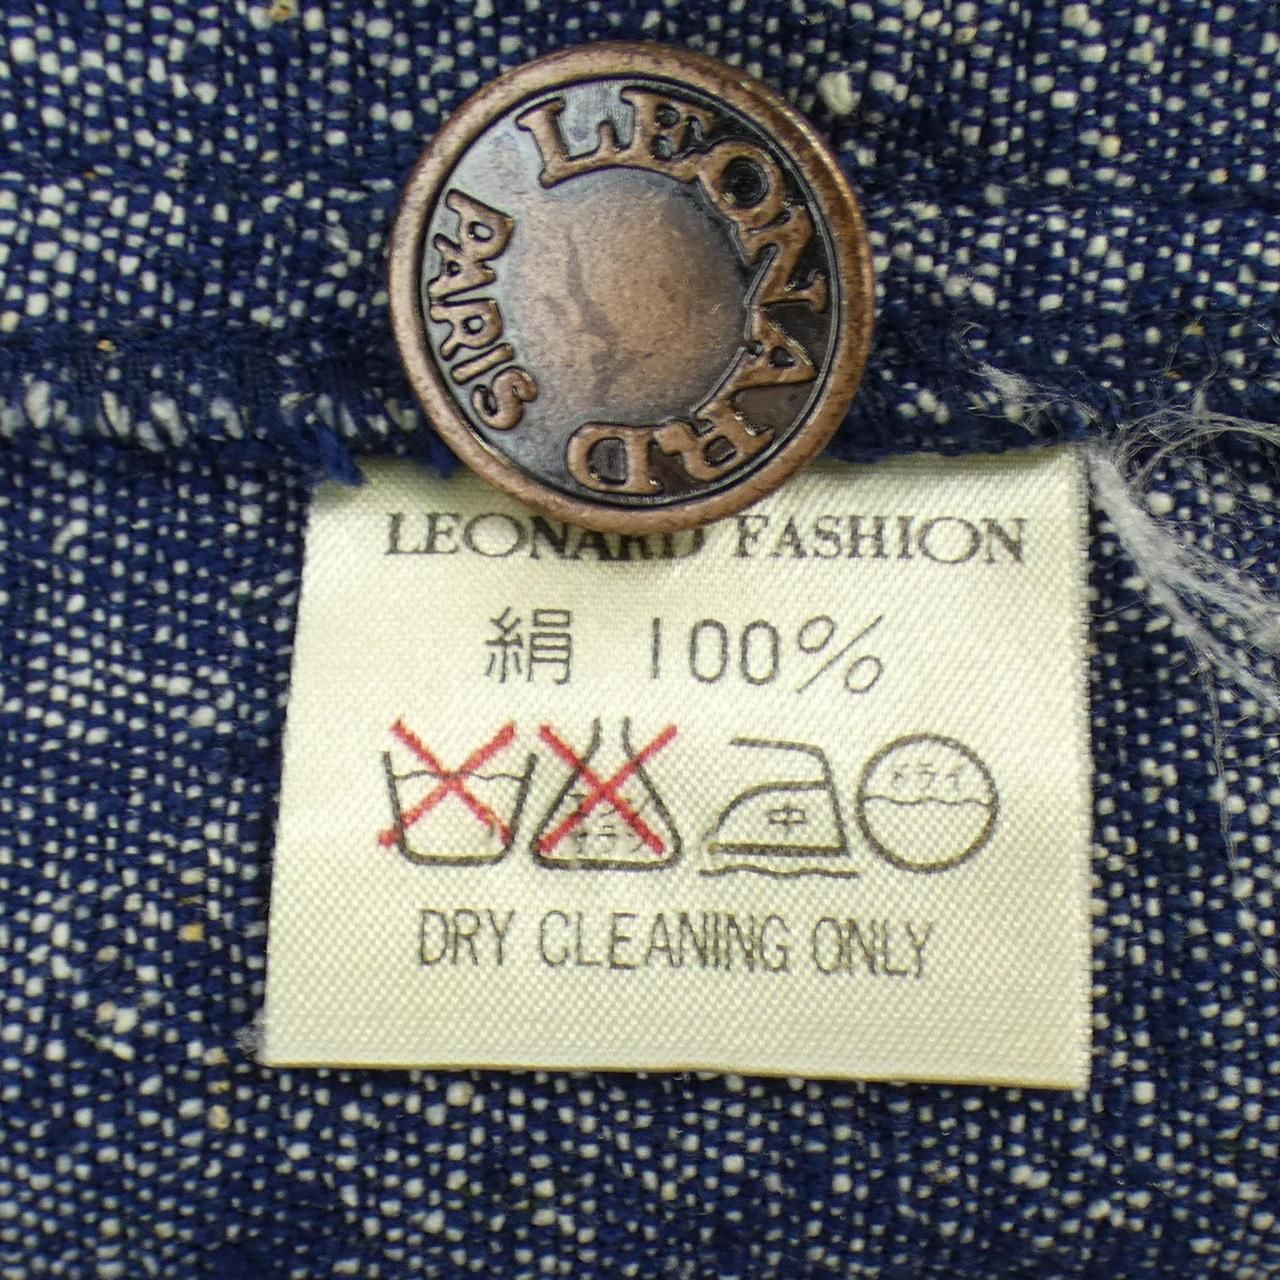 LEONARD
PARIS
LEONARD FASHION
絹 100%
中
ドライ
DRY CLEANING ONLY